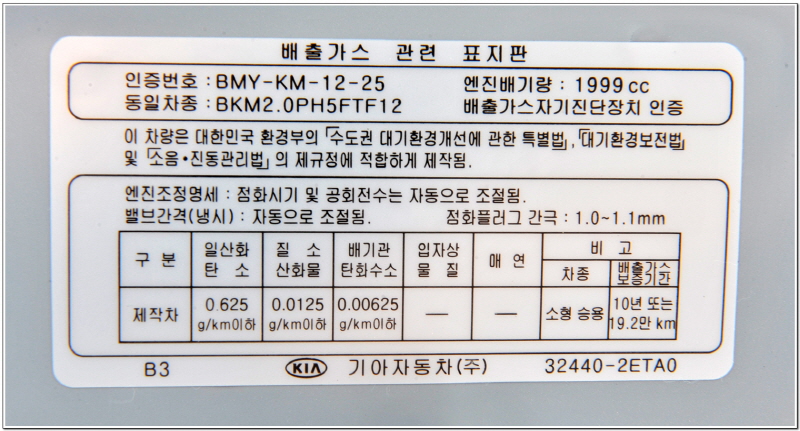 배출가스 관련 표지판
인증번호 : BMY-KM-12-25 엔진배기량 : 1999 cc
동일차종 : BKM2.0PH5FTF12 배출가스자기진단장치 인증
이 차량은 대한민국 환경부의 「수도권 대기환경개선에 관한 특별법」, 「대기환경보전법」
및 「소음·진동관리법」의 제규정에 적합하게 제작됨.
엔진조정명세 : 점화시기 및 공회전수는 자동으로 조절됨.
밸브간격(냉시) : 자동으로 조절됨. 점화플러그 간극 : 1.0~1.1mm
구 분 일산화 질 소 배기관 입자상 매 연 비 고
탄 소 산화물 탄화수소 물 질 차종 배출가스
보증기간
제작차 0.625 0.0125 0.00625 — — 소형 승용 10년 또는
g/km이하 g/km이하 g/km이하 19.2만 km
B3 KIA 기아자동차(주) 32440-2ETA0